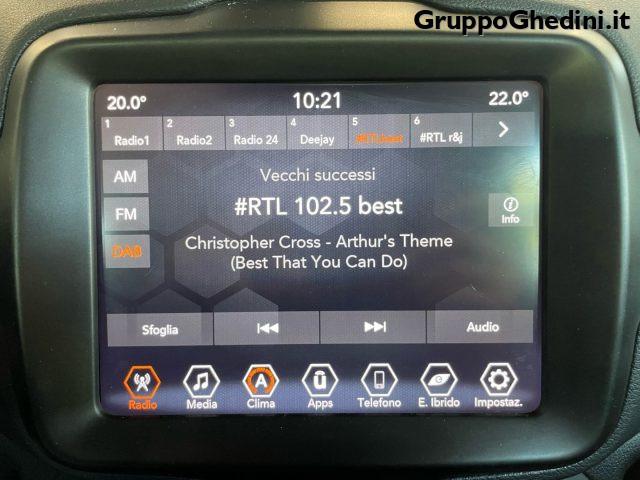 GruppoGhedini.it
20.0° 10:21 22.0°
1 2 3 4 5 6
Radio1 Radio2 Radio 24 Deejay #RTLbest #RTL r&j
AM
Vecchi successi
FM
#RTL 102.5 best
Info
DAB
Christopher Cross - Arthur's Theme
(Best That You Can Do)
Sfoglia Audio
A ū
Radio Media Clima Apps Telefono E. Ibrido Impostaz.